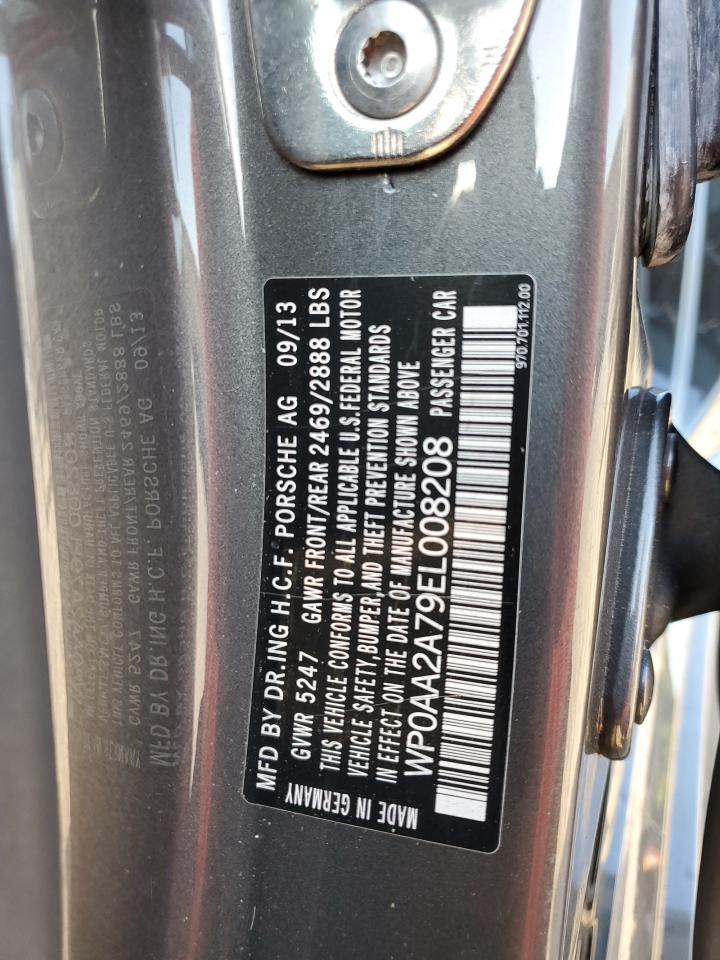 MFD BY DR.ING H.C.F. PORSCHE AG 09/13
GVWR 5247 GAWR FRONT/REAR 2469/2888 LBS
THIS VEHICLE CONFORMS TO ALL APPLICABLE U.S.FEDERAL MOTOR
VEHICLE SAFETY,BUMPER,AND THEFT PREVENTION STANDARDS
IN EFFECT ON THE DATE OF MANUFACTURE SHOWN ABOVE
WP0AA2A79EL008208 PASSENGER CAR
MADE IN GERMANY
970.701.112.00